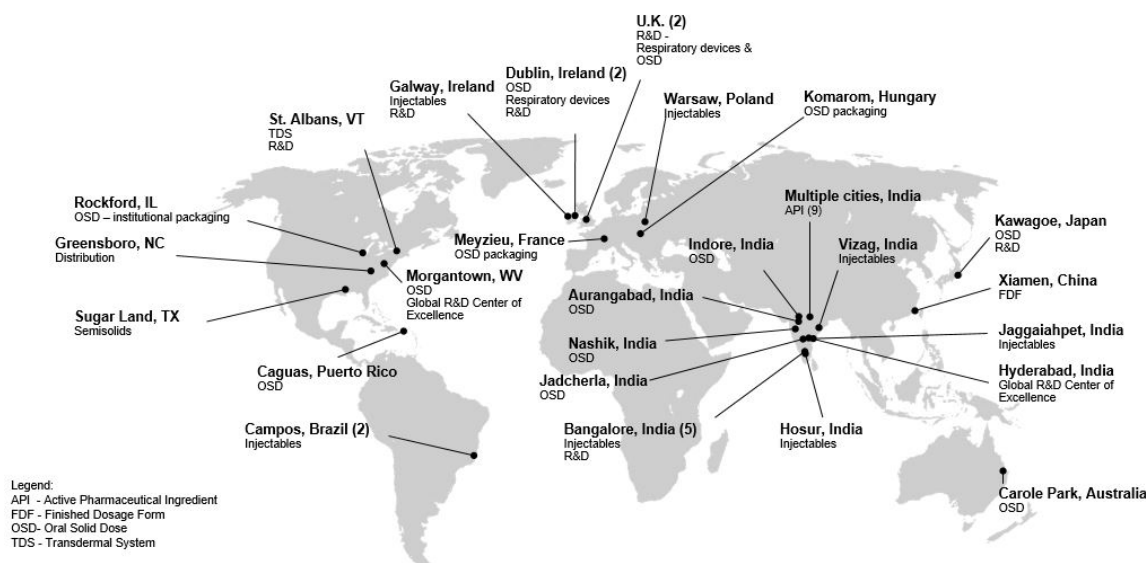 U.K. (2)
R&D -
Respiratory devices &
OSD
Dublin, Ireland (2)
OSD
Respiratory devices
R&D
Galway, Ireland
Injectables
R&D
Warsaw, Poland
Injectables
Komarom, Hungary
OSD packaging
St. Albans, VT
TDS
R&D
Rockford, IL
OSD – institutional packaging
Greensboro, NC
Distribution
Meyzieu, France
OSD packaging
Multiple cities, India
API (9)
Indore, India
OSD
Vizag, India
Injectables
Kawagoe, Japan
OSD
R&D
Morgantown, WV
OSD
Global R&D Center of
Excellence
Aurangabad, India
OSD
Xiamen, China
FDF
Sugar Land, TX
Semisolids
Nashik, India
OSD
Jaggaiahpet, India
Injectables
Caguas, Puerto Rico
OSD
Jadcherla, India
OSD
Hyderabad, India
Global R&D Center of
Excellence
Campos, Brazil (2)
Injectables
Bangalore, India (5)
Injectables
R&D
Hosur, India
Injectables
Carole Park, Australia
OSD
Legend:
API - Active Pharmaceutical Ingredient
FDF - Finished Dosage Form
OSD- Oral Solid Dose
TDS - Transdermal System